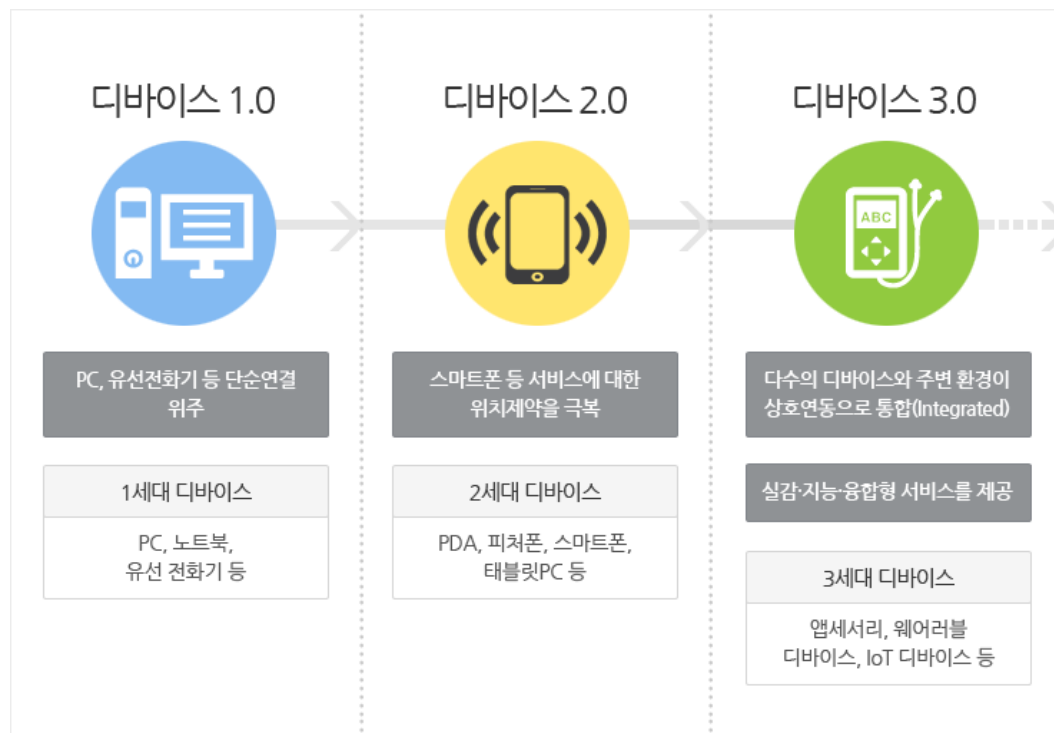 디바이스 1.0
PC, 유선전화기 등 단순연결
위주
1세대 디바이스
PC, 노트북,
유선 전화기 등
디바이스 2.0
스마트폰 등 서비스에 대한
위치제약을 극복
2세대 디바이스
PDA, 피처폰, 스마트폰,
태블릿PC 등
디바이스 3.0
ABC
다수의 디바이스와 주변 환경이
상호연동으로 통합(Integrated)
실감·지능·융합형 서비스를 제공
3세대 디바이스
앱세서리, 웨어러블
디바이스, IoT 디바이스 등